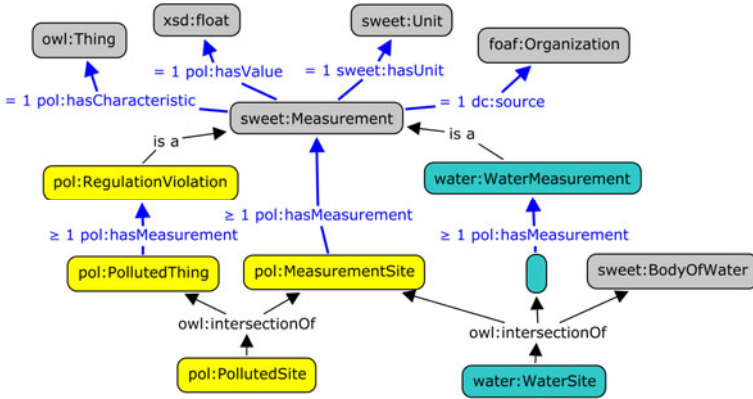 xsd:float
sweet:Unit
owl:Thing
foaf:Organization
= 1 pol:hasValue
= 1 sweet:hasUnit
= 1 pol:hasCharacteristic
= 1 dc:source
sweet:Measurement
is a
is a
pol:RegulationViolation
water:WaterMeasurement
≥ 1 pol:hasMeasurement
≥ 1 pol:hasMeasurement
≥ 1 pol:hasMeasurement
pol:PollutedThing
pol:MeasurementSite
sweet:BodyOfWater
owl:intersectionOf
owl:intersectionOf
pol:PollutedSite
water:WaterSite